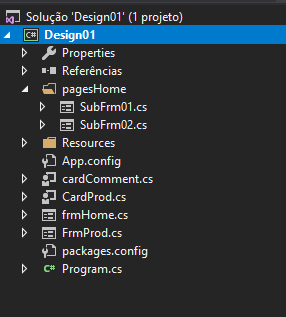 Solução 'Design01' (1 projeto)
C# Design01
Properties
Referências
pagesHome
SubFrm01.cs
SubFrm02.cs
Resources
App.config
cardComment.cs
CardProd.cs
frmHome.cs
FrmProd.cs
packages.config
C# Program.cs